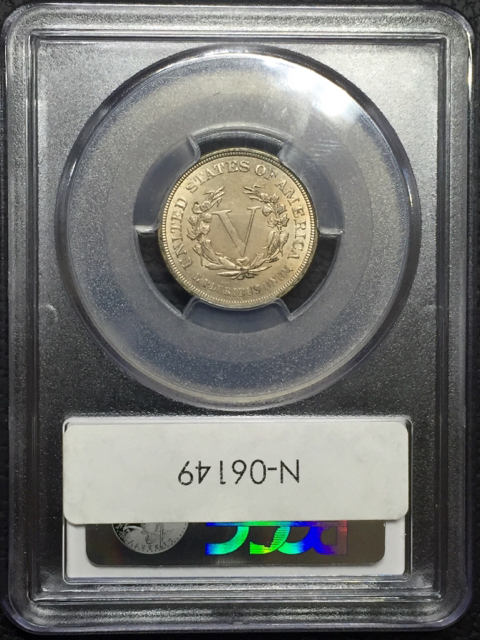 UNITED STATES OF AMERICA
V
E PLURIBUS UNUM
N-06149